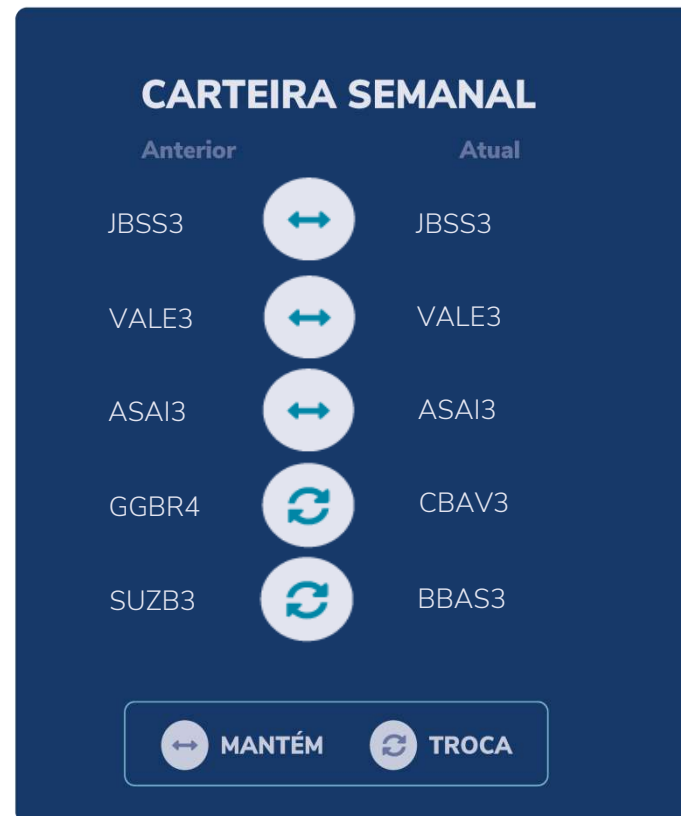 CARTEIRA SEMANAL
Anterior Atual
JBSS3 JBSS3
VALE3 VALE3
ASAI3 ASAI3
GGBR4 CBAV3
SUZB3 BBAS3
MANTÉM TROCA